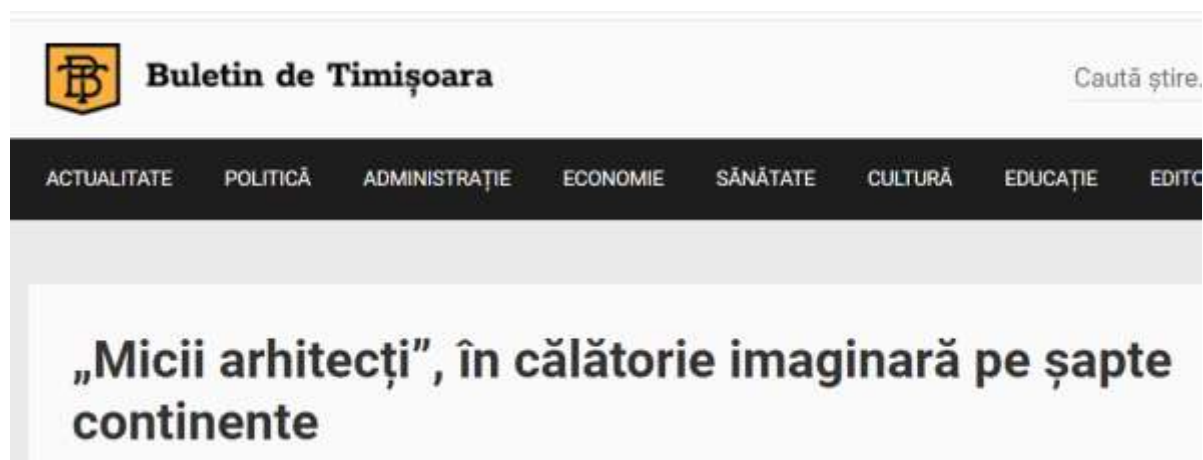 Buletin de Timișoara
Caută știre.
ACTUALITATE POLITICĂ ADMINISTRAȚIE ECONOMIE SĂNĂTATE CULTURĂ EDUCAȚIE EDITO
„Micii arhitecți”, în călătorie imaginară pe șapte
continente